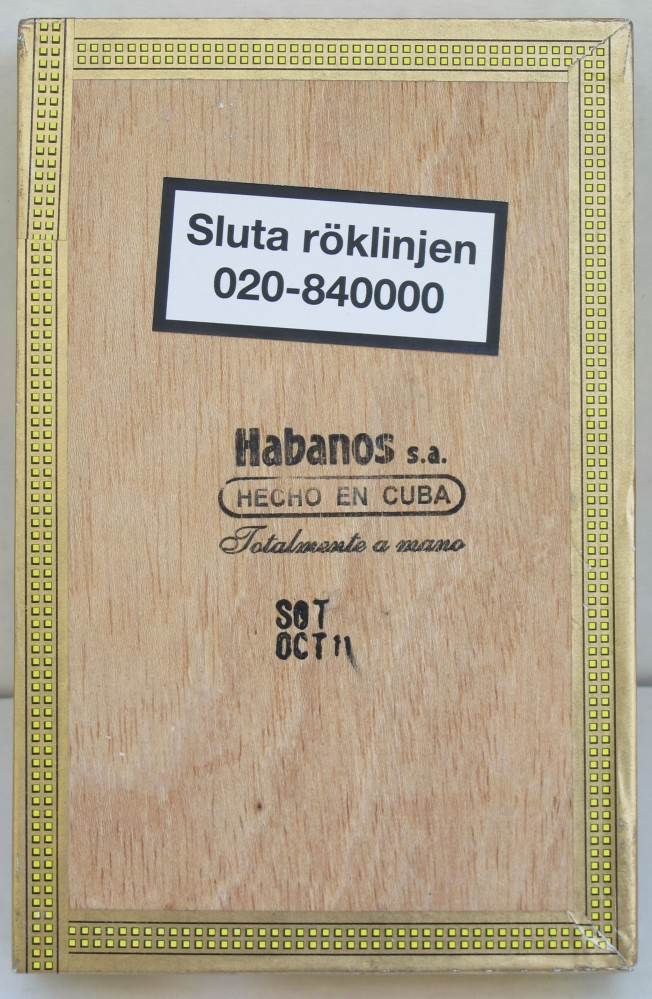 Sluta röklinjen
020-840000
Habanos s.a.
HECHO EN CUBA
Totalmente a mano
SOT
OCT 11